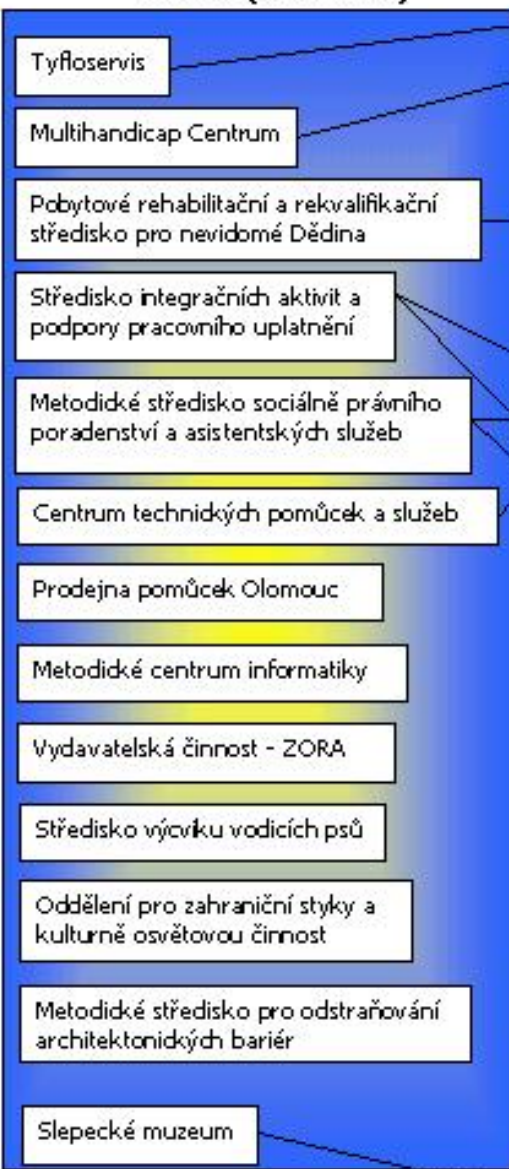 Tyfloservis
Multihandicap Centrum
Pobytové rehabilitační a rekvalifikační
středisko pro nevidomé Dědina
Středisko integračních aktivit a
podpory pracovního uplatnění
Metodické středisko sociálně právního
poradenství a asistentských služeb
Centrum technických pomůcek a služeb
Prodejna pomůcek Olomouc
Metodické centrum informatiky
Vydavatelská činnost - ZORA
Středisko výcviku vodicích psů
Oddělení pro zahraniční styky a
kulturně osvětovou činnost
Metodické středisko pro odstraňování
architektonických bariér
Slepecké muzeum